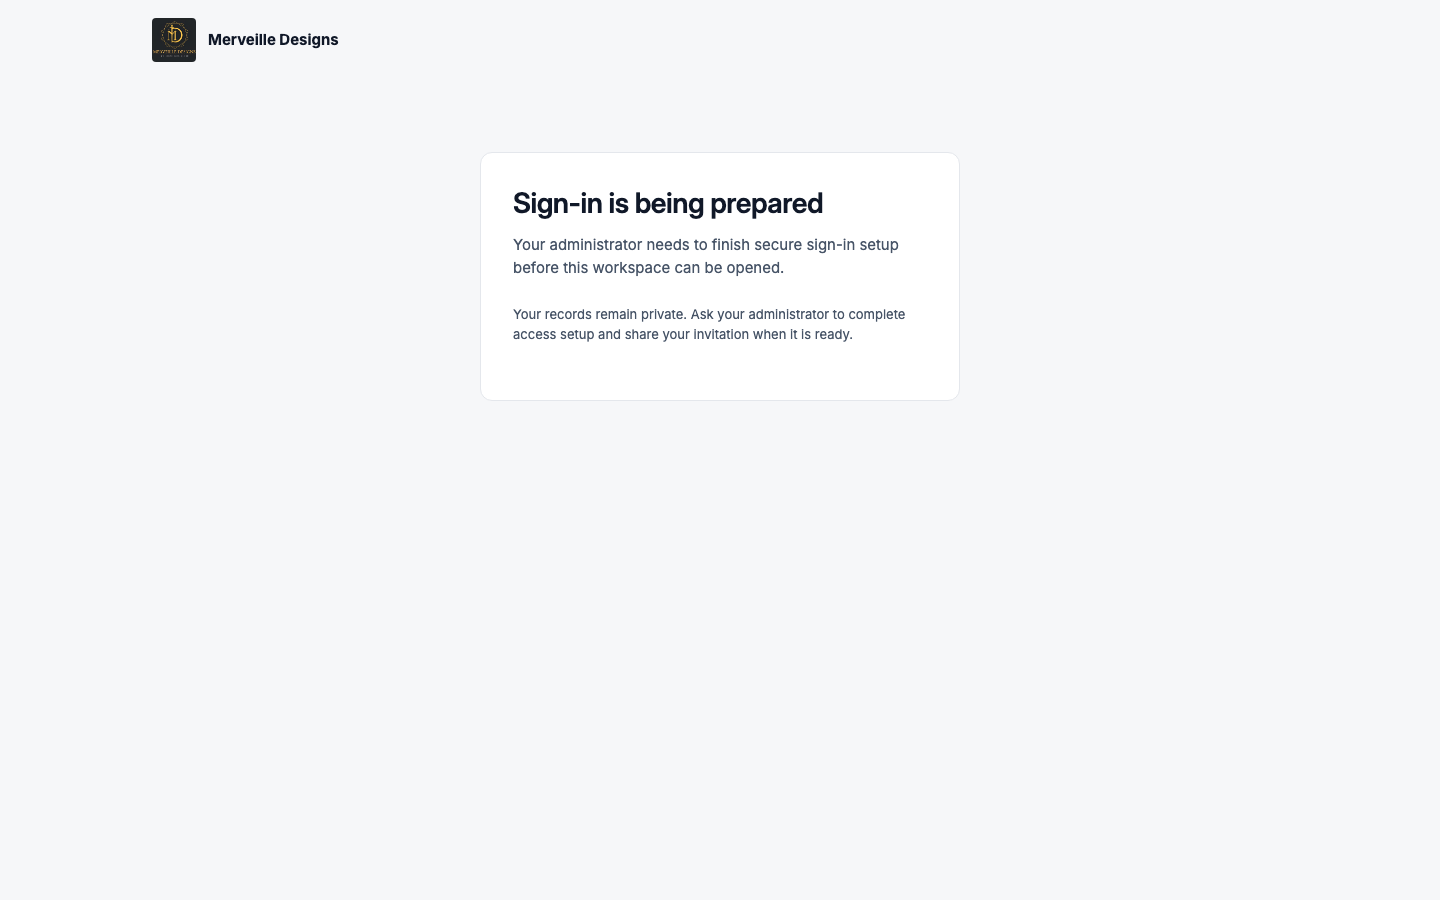 Merveille Designs
Sign-in is being prepared
Your administrator needs to finish secure sign-in setup
before this workspace can be opened.
Your records remain private. Ask your administrator to complete
access setup and share your invitation when it is ready.